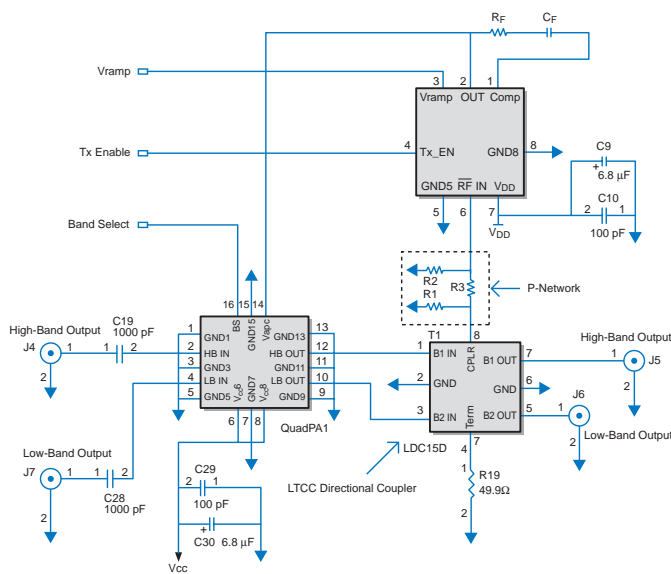 RF CF
Vramp
3 2 1
Vramp OUT Comp
Tx Enable 4 Tx_EN
GND8 8
C9
+ 6.8 µF
GND5 RF IN VDD
C10
2 1
100 pF
5 6 7
VDD
Band Select
R2
R3
R1
P-Network
16 15 14
BS GND15 Vapc
C19
1000 pF
High-Band Output
J4 1 1 2
2
1 GND1 GND13 13
2 HB IN HB OUT 12
3 GND3 GND11 11
4 LB IN LB OUT 10
5 GND5 GND9 9
Vcc6 GND7 Vcc8
6 7 8
QuadPA1
T1 8
CPLR
1 B1 IN B1 OUT 7
2 GND GND 6
3 B2 IN B2 OUT 5
Term
4 7
High-Band Output
1 J5
2
J6
1
Low-Band Output
2
LDC15D
LTCC Directional Coupler
1
R19
49.9Ω
2
Low-Band Output
J7 1 1 2
2
C28
1000 pF
C29
2 1
100 pF
+
C30 6.8 µF
Vcc